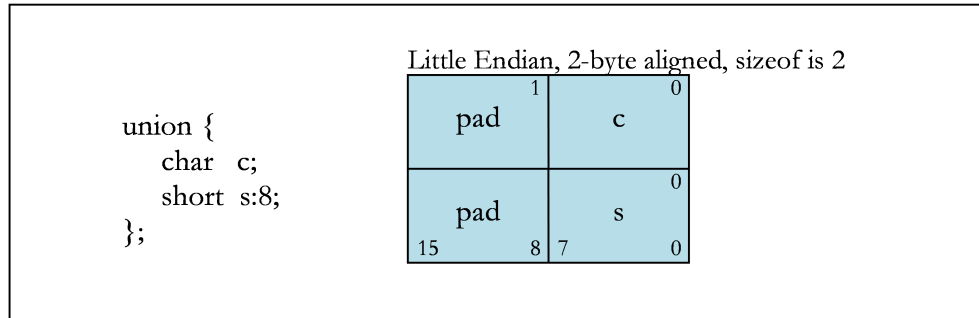 Little Endian, 2-byte aligned, sizeof is 2
union {
char c;
short s:8;
};
1 0
pad c
0
pad s
15 8 7 0